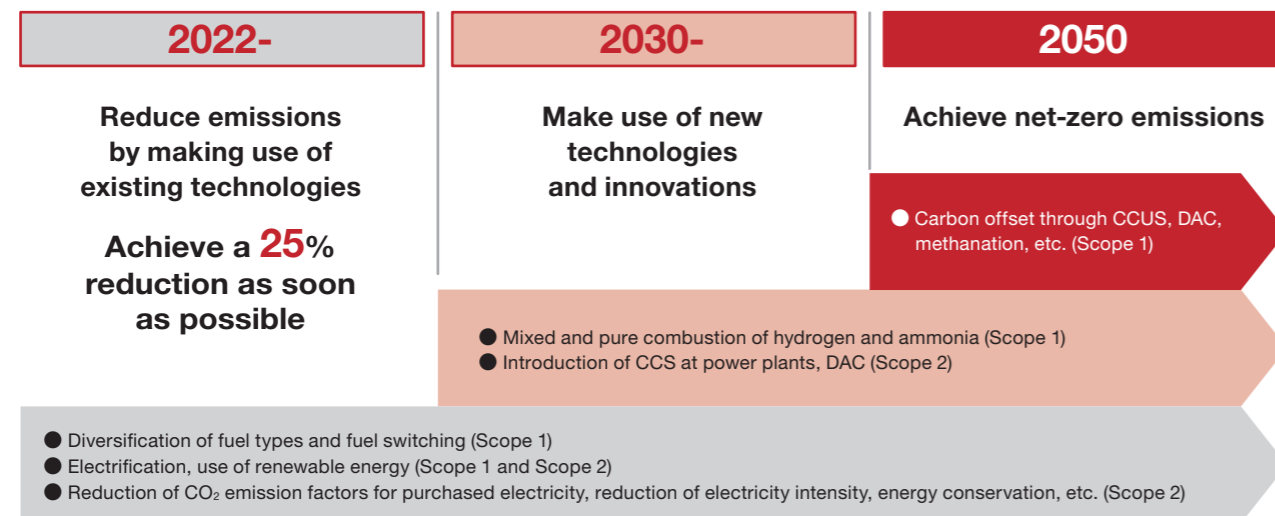 2022-
Reduce emissions
by making use of
existing technologies
Achieve a 25%
reduction as soon
as possible
2030-
Make use of new
technologies
and innovations
2050
Achieve net-zero emissions
● Carbon offset through CCUS, DAC,
methanation, etc. (Scope 1)
● Mixed and pure combustion of hydrogen and ammonia (Scope 1)
● Introduction of CCS at power plants, DAC (Scope 2)
● Diversification of fuel types and fuel switching (Scope 1)
● Electrification, use of renewable energy (Scope 1 and Scope 2)
● Reduction of CO₂ emission factors for purchased electricity, reduction of electricity intensity, energy conservation, etc. (Scope 2)